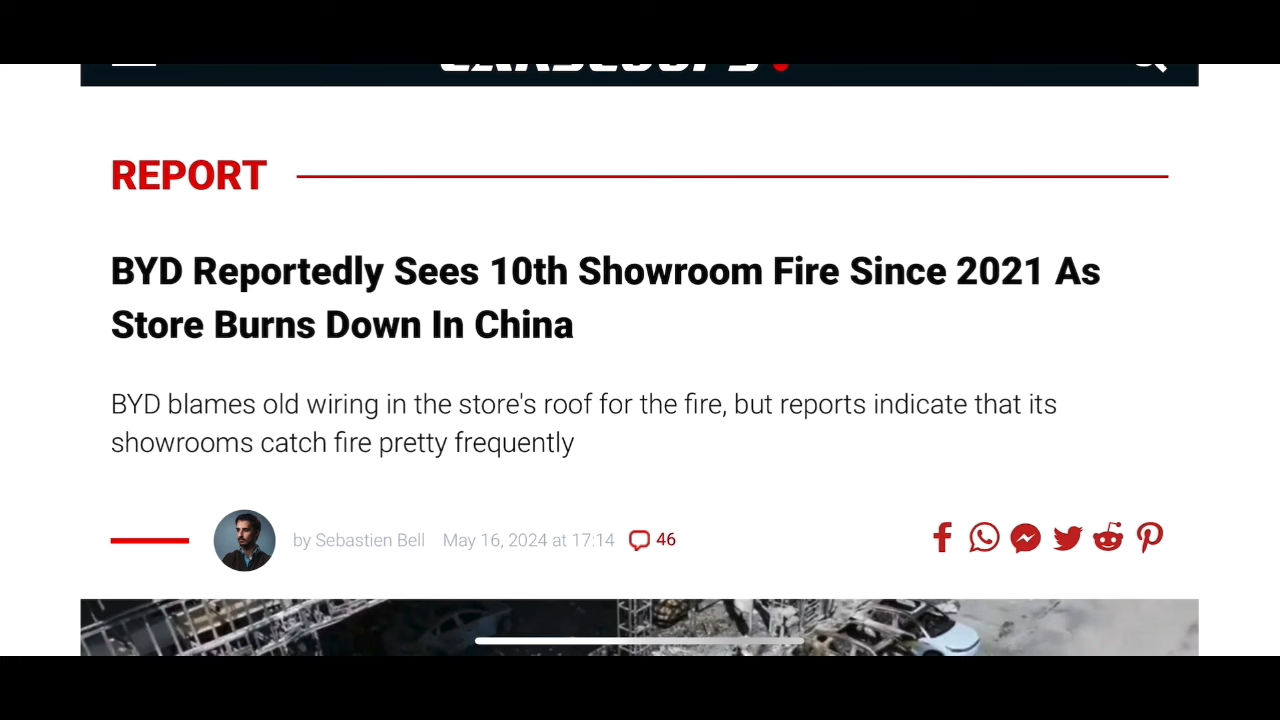 REPORT
BYD Reportedly Sees 10th Showroom Fire Since 2021 As
Store Burns Down In China
BYD blames old wiring in the store's roof for the fire, but reports indicate that its
showrooms catch fire pretty frequently
by Sebastien Bell May 16, 2024 at 17:14 46